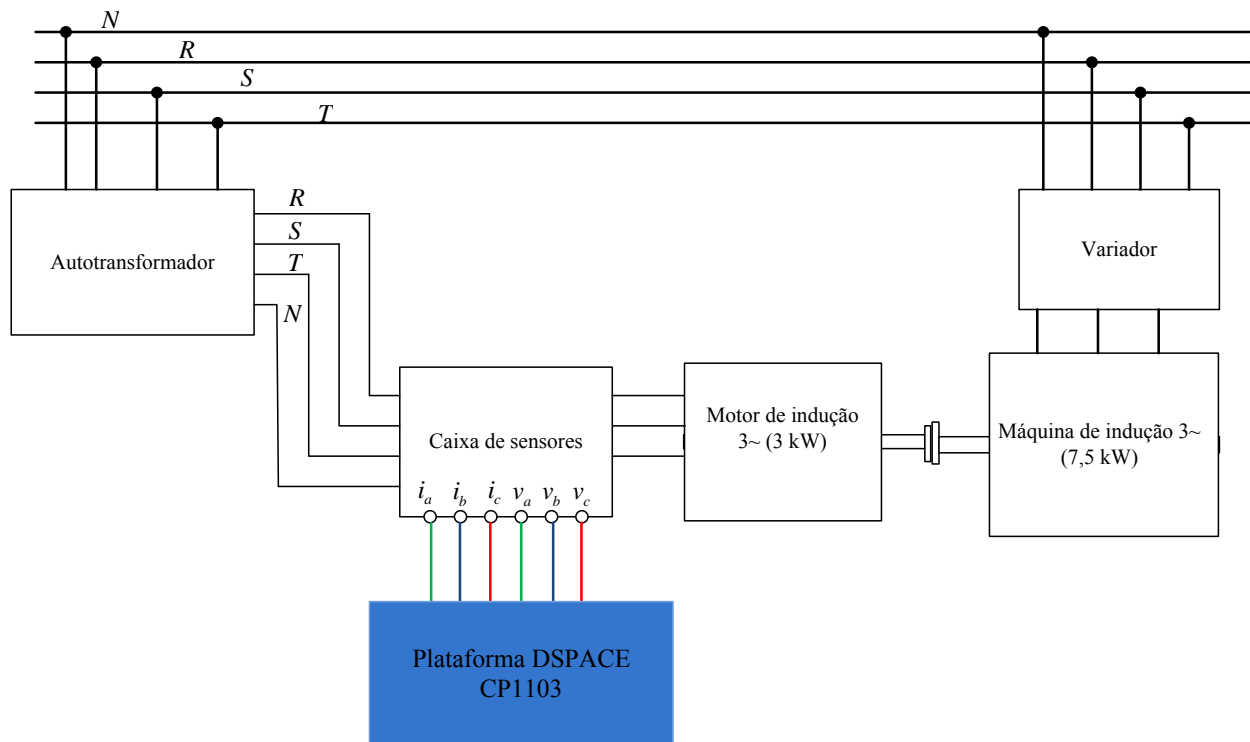 N
R
S
T
Autotransformador
R
S
T
N
Variador
Caixa de sensores
i_a i_b i_c v_a v_b v_c
Motor de indução
3~ (3 kW)
Máquina de indução 3~
(7,5 kW)
Plataforma DSPACE
CP1103